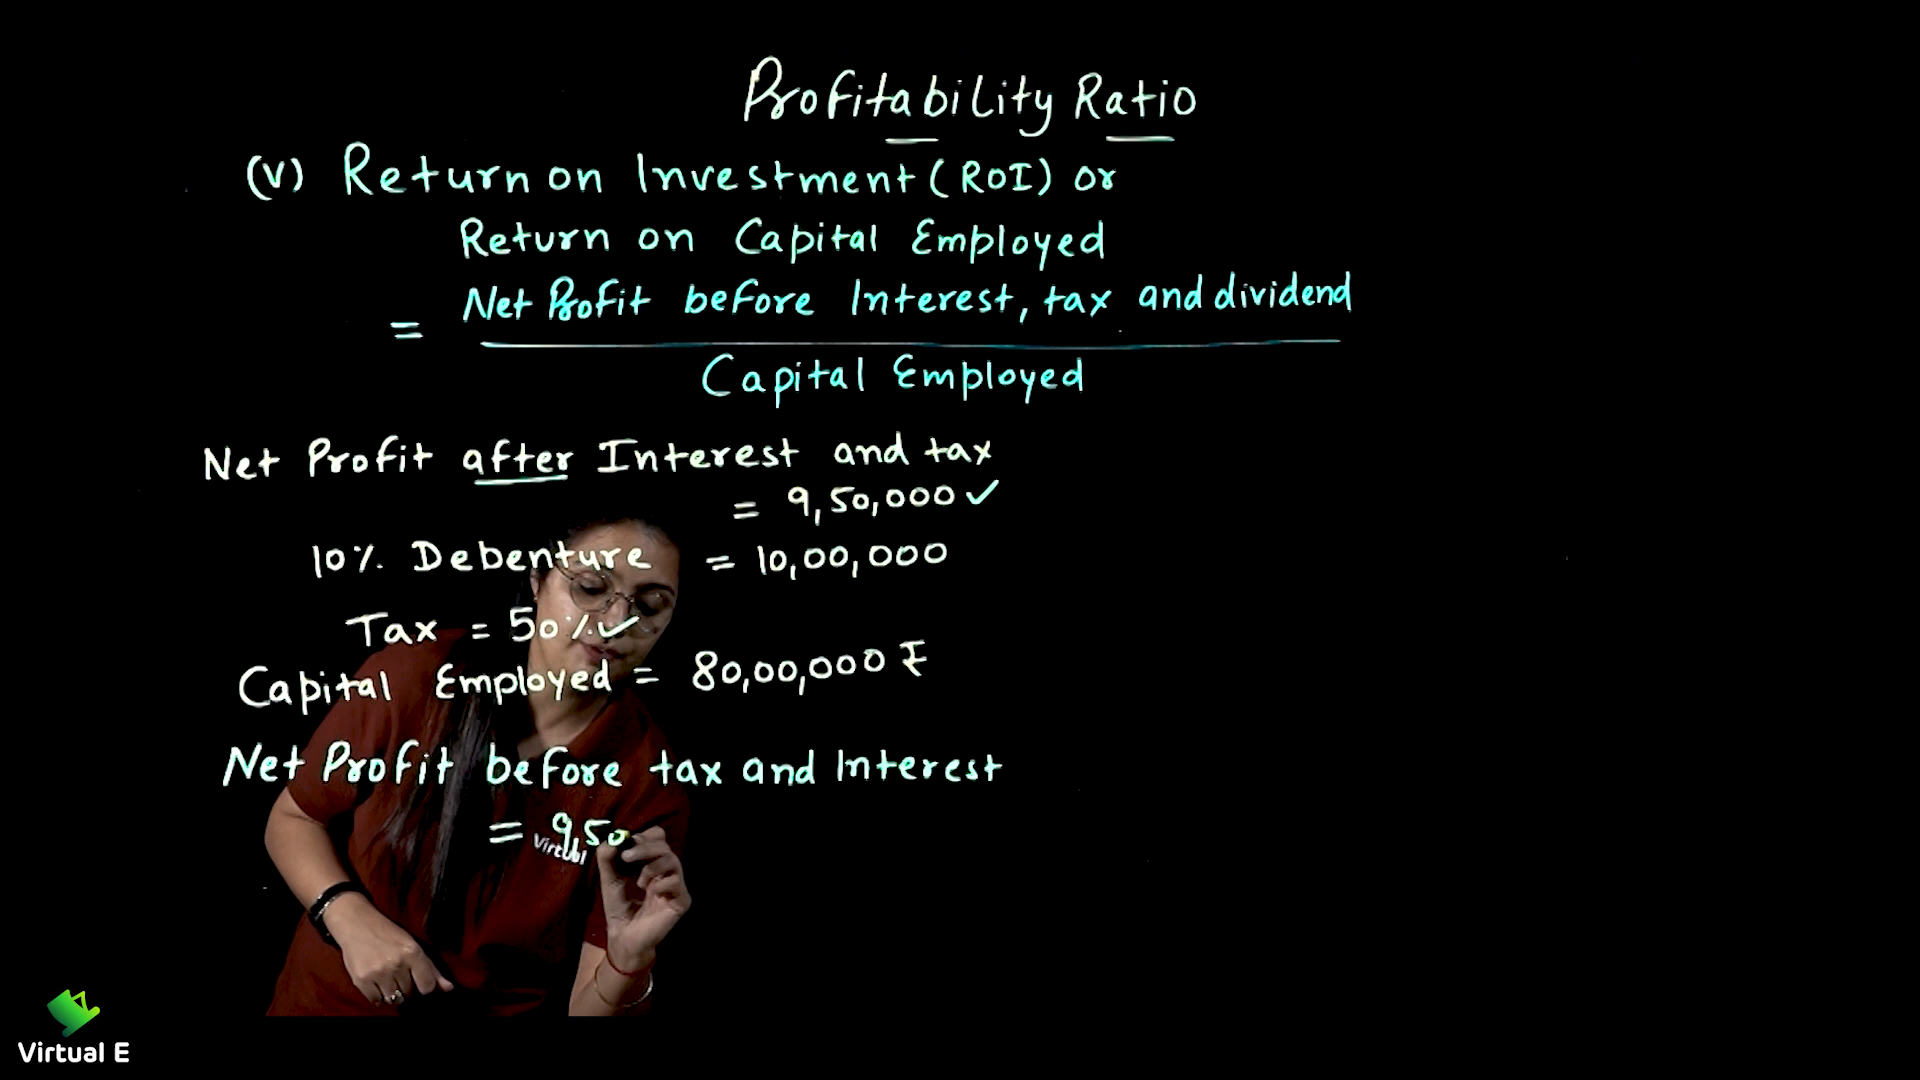 Profitability Ratio
(V) Return on Investment (ROI) or
Return on Capital Employed
= Net Profit before Interest, tax and dividend
Capital Employed
Net Profit after Interest and tax
= 9,50,000 ✓
10% Debenture = 10,00,000
Tax = 50% ✓
Capital Employed = 80,00,000 ₹
Net Profit before tax and Interest
= 9,50
Virtual
Virtual E